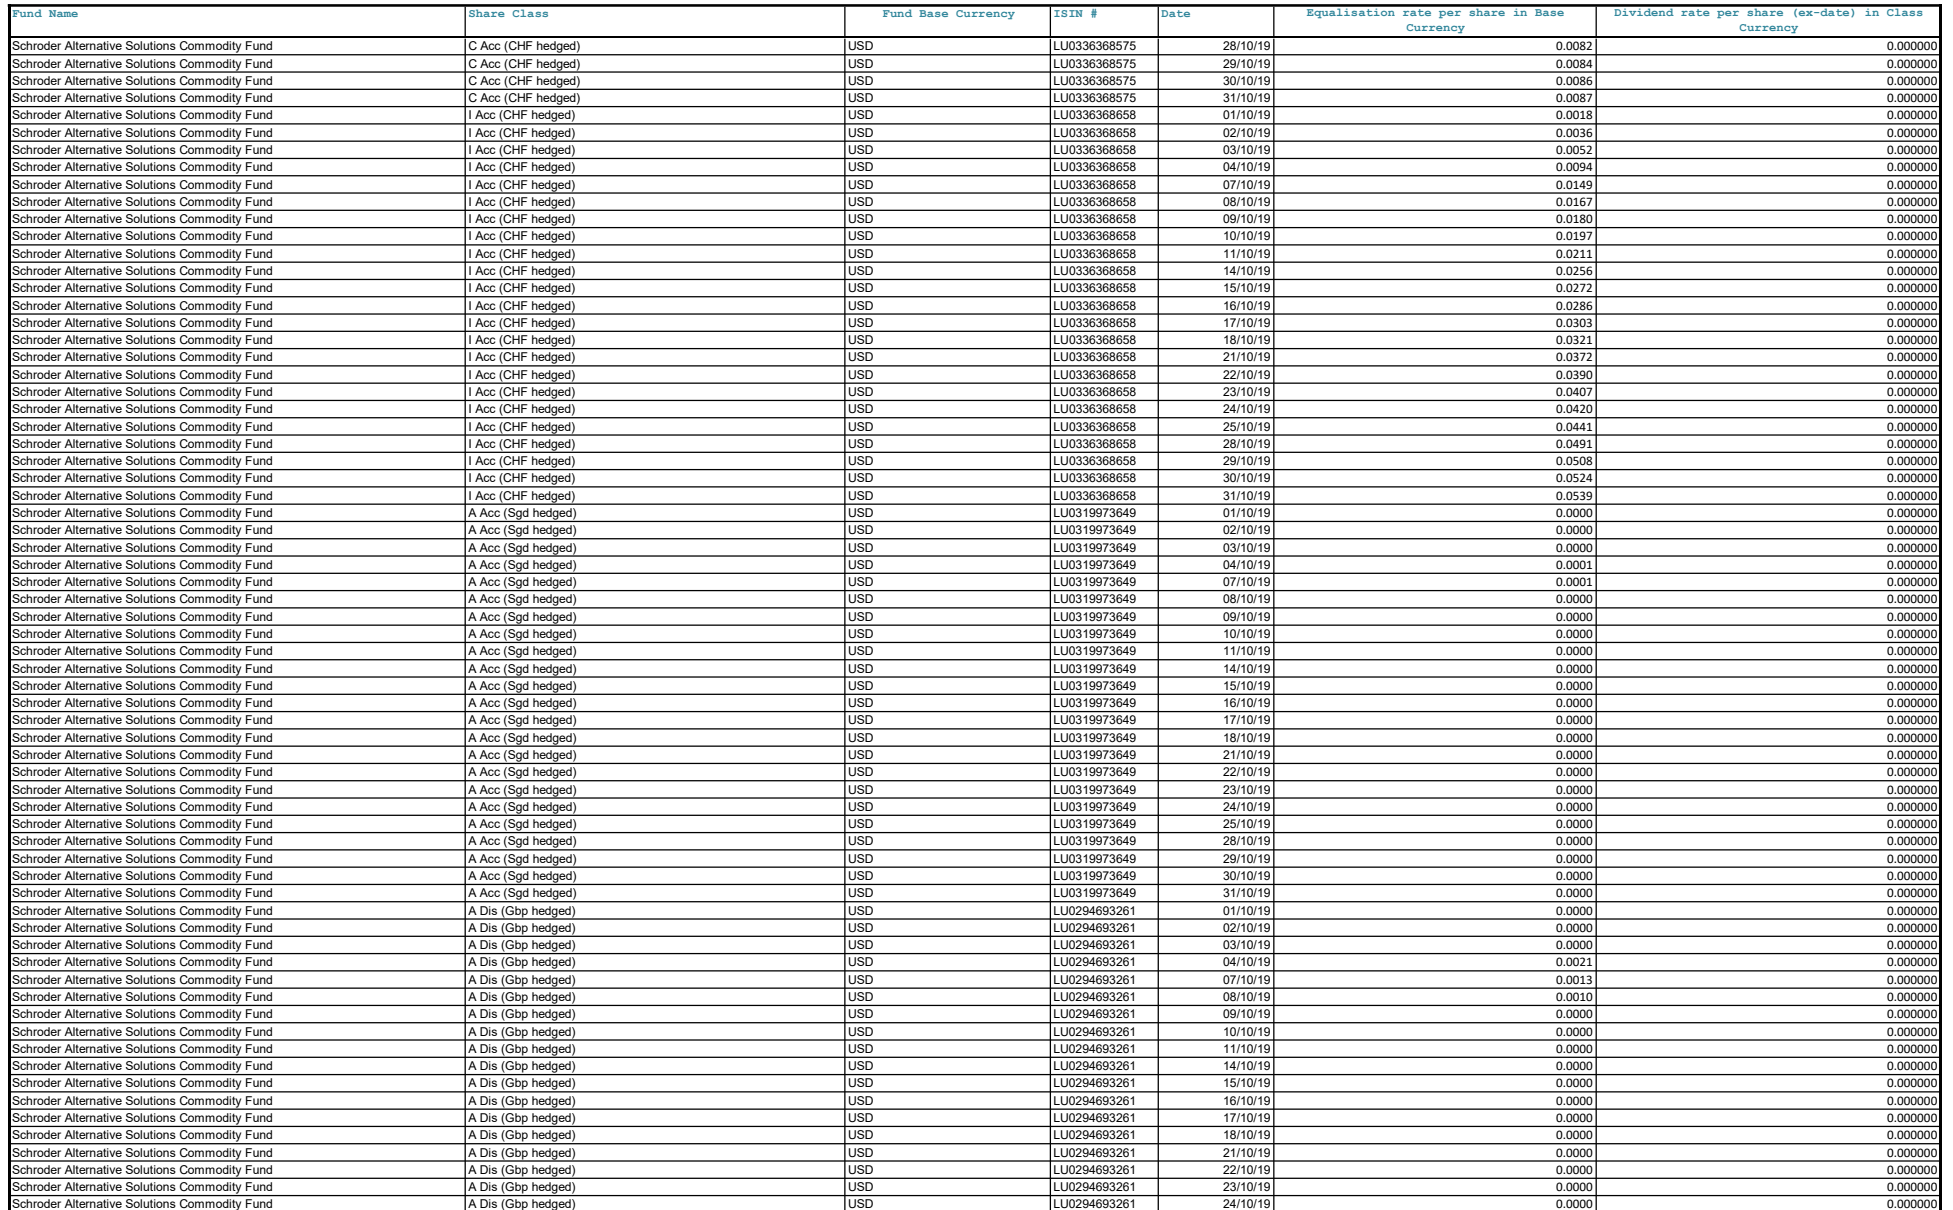 Fund Name Share Class Fund Base Currency ISIN # Date Equalisation rate per share in Base Currency Dividend rate per share (ex-date) in Class Currency
Schroder Alternative Solutions Commodity Fund C Acc (CHF hedged) USD LU0336368575 28/10/19 0.0082 0.000000
Schroder Alternative Solutions Commodity Fund C Acc (CHF hedged) USD LU0336368575 29/10/19 0.0084 0.000000
Schroder Alternative Solutions Commodity Fund C Acc (CHF hedged) USD LU0336368575 30/10/19 0.0086 0.000000
Schroder Alternative Solutions Commodity Fund C Acc (CHF hedged) USD LU0336368575 31/10/19 0.0087 0.000000
Schroder Alternative Solutions Commodity Fund I Acc (CHF hedged) USD LU0336368658 01/10/19 0.0018 0.000000
Schroder Alternative Solutions Commodity Fund I Acc (CHF hedged) USD LU0336368658 02/10/19 0.0036 0.000000
Schroder Alternative Solutions Commodity Fund I Acc (CHF hedged) USD LU0336368658 03/10/19 0.0052 0.000000
Schroder Alternative Solutions Commodity Fund I Acc (CHF hedged) USD LU0336368658 04/10/19 0.0094 0.000000
Schroder Alternative Solutions Commodity Fund I Acc (CHF hedged) USD LU0336368658 07/10/19 0.0149 0.000000
Schroder Alternative Solutions Commodity Fund I Acc (CHF hedged) USD LU0336368658 08/10/19 0.0167 0.000000
Schroder Alternative Solutions Commodity Fund I Acc (CHF hedged) USD LU0336368658 09/10/19 0.0180 0.000000
Schroder Alternative Solutions Commodity Fund I Acc (CHF hedged) USD LU0336368658 10/10/19 0.0197 0.000000
Schroder Alternative Solutions Commodity Fund I Acc (CHF hedged) USD LU0336368658 11/10/19 0.0211 0.000000
Schroder Alternative Solutions Commodity Fund I Acc (CHF hedged) USD LU0336368658 14/10/19 0.0256 0.000000
Schroder Alternative Solutions Commodity Fund I Acc (CHF hedged) USD LU0336368658 15/10/19 0.0272 0.000000
Schroder Alternative Solutions Commodity Fund I Acc (CHF hedged) USD LU0336368658 16/10/19 0.0286 0.000000
Schroder Alternative Solutions Commodity Fund I Acc (CHF hedged) USD LU0336368658 17/10/19 0.0303 0.000000
Schroder Alternative Solutions Commodity Fund I Acc (CHF hedged) USD LU0336368658 18/10/19 0.0321 0.000000
Schroder Alternative Solutions Commodity Fund I Acc (CHF hedged) USD LU0336368658 21/10/19 0.0372 0.000000
Schroder Alternative Solutions Commodity Fund I Acc (CHF hedged) USD LU0336368658 22/10/19 0.0390 0.000000
Schroder Alternative Solutions Commodity Fund I Acc (CHF hedged) USD LU0336368658 23/10/19 0.0407 0.000000
Schroder Alternative Solutions Commodity Fund I Acc (CHF hedged) USD LU0336368658 24/10/19 0.0420 0.000000
Schroder Alternative Solutions Commodity Fund I Acc (CHF hedged) USD LU0336368658 25/10/19 0.0441 0.000000
Schroder Alternative Solutions Commodity Fund I Acc (CHF hedged) USD LU0336368658 28/10/19 0.0491 0.000000
Schroder Alternative Solutions Commodity Fund I Acc (CHF hedged) USD LU0336368658 29/10/19 0.0508 0.000000
Schroder Alternative Solutions Commodity Fund I Acc (CHF hedged) USD LU0336368658 30/10/19 0.0524 0.000000
Schroder Alternative Solutions Commodity Fund I Acc (CHF hedged) USD LU0336368658 31/10/19 0.0539 0.000000
Schroder Alternative Solutions Commodity Fund A Acc (Sgd hedged) USD LU0319973649 01/10/19 0.0000 0.000000
Schroder Alternative Solutions Commodity Fund A Acc (Sgd hedged) USD LU0319973649 02/10/19 0.0000 0.000000
Schroder Alternative Solutions Commodity Fund A Acc (Sgd hedged) USD LU0319973649 03/10/19 0.0000 0.000000
Schroder Alternative Solutions Commodity Fund A Acc (Sgd hedged) USD LU0319973649 04/10/19 0.0001 0.000000
Schroder Alternative Solutions Commodity Fund A Acc (Sgd hedged) USD LU0319973649 07/10/19 0.0001 0.000000
Schroder Alternative Solutions Commodity Fund A Acc (Sgd hedged) USD LU0319973649 08/10/19 0.0000 0.000000
Schroder Alternative Solutions Commodity Fund A Acc (Sgd hedged) USD LU0319973649 09/10/19 0.0000 0.000000
Schroder Alternative Solutions Commodity Fund A Acc (Sgd hedged) USD LU0319973649 10/10/19 0.0000 0.000000
Schroder Alternative Solutions Commodity Fund A Acc (Sgd hedged) USD LU0319973649 11/10/19 0.0000 0.000000
Schroder Alternative Solutions Commodity Fund A Acc (Sgd hedged) USD LU0319973649 14/10/19 0.0000 0.000000
Schroder Alternative Solutions Commodity Fund A Acc (Sgd hedged) USD LU0319973649 15/10/19 0.0000 0.000000
Schroder Alternative Solutions Commodity Fund A Acc (Sgd hedged) USD LU0319973649 16/10/19 0.0000 0.000000
Schroder Alternative Solutions Commodity Fund A Acc (Sgd hedged) USD LU0319973649 17/10/19 0.0000 0.000000
Schroder Alternative Solutions Commodity Fund A Acc (Sgd hedged) USD LU0319973649 18/10/19 0.0000 0.000000
Schroder Alternative Solutions Commodity Fund A Acc (Sgd hedged) USD LU0319973649 21/10/19 0.0000 0.000000
Schroder Alternative Solutions Commodity Fund A Acc (Sgd hedged) USD LU0319973649 22/10/19 0.0000 0.000000
Schroder Alternative Solutions Commodity Fund A Acc (Sgd hedged) USD LU0319973649 23/10/19 0.0000 0.000000
Schroder Alternative Solutions Commodity Fund A Acc (Sgd hedged) USD LU0319973649 24/10/19 0.0000 0.000000
Schroder Alternative Solutions Commodity Fund A Acc (Sgd hedged) USD LU0319973649 25/10/19 0.0000 0.000000
Schroder Alternative Solutions Commodity Fund A Acc (Sgd hedged) USD LU0319973649 28/10/19 0.0000 0.000000
Schroder Alternative Solutions Commodity Fund A Acc (Sgd hedged) USD LU0319973649 29/10/19 0.0000 0.000000
Schroder Alternative Solutions Commodity Fund A Acc (Sgd hedged) USD LU0319973649 30/10/19 0.0000 0.000000
Schroder Alternative Solutions Commodity Fund A Acc (Sgd hedged) USD LU0319973649 31/10/19 0.0000 0.000000
Schroder Alternative Solutions Commodity Fund A Dis (Gbp hedged) USD LU0294693261 01/10/19 0.0000 0.000000
Schroder Alternative Solutions Commodity Fund A Dis (Gbp hedged) USD LU0294693261 02/10/19 0.0000 0.000000
Schroder Alternative Solutions Commodity Fund A Dis (Gbp hedged) USD LU0294693261 03/10/19 0.0000 0.000000
Schroder Alternative Solutions Commodity Fund A Dis (Gbp hedged) USD LU0294693261 04/10/19 0.0021 0.000000
Schroder Alternative Solutions Commodity Fund A Dis (Gbp hedged) USD LU0294693261 07/10/19 0.0013 0.000000
Schroder Alternative Solutions Commodity Fund A Dis (Gbp hedged) USD LU0294693261 08/10/19 0.0010 0.000000
Schroder Alternative Solutions Commodity Fund A Dis (Gbp hedged) USD LU0294693261 09/10/19 0.0000 0.000000
Schroder Alternative Solutions Commodity Fund A Dis (Gbp hedged) USD LU0294693261 10/10/19 0.0000 0.000000
Schroder Alternative Solutions Commodity Fund A Dis (Gbp hedged) USD LU0294693261 11/10/19 0.0000 0.000000
Schroder Alternative Solutions Commodity Fund A Dis (Gbp hedged) USD LU0294693261 14/10/19 0.0000 0.000000
Schroder Alternative Solutions Commodity Fund A Dis (Gbp hedged) USD LU0294693261 15/10/19 0.0000 0.000000
Schroder Alternative Solutions Commodity Fund A Dis (Gbp hedged) USD LU0294693261 16/10/19 0.0000 0.000000
Schroder Alternative Solutions Commodity Fund A Dis (Gbp hedged) USD LU0294693261 17/10/19 0.0000 0.000000
Schroder Alternative Solutions Commodity Fund A Dis (Gbp hedged) USD LU0294693261 18/10/19 0.0000 0.000000
Schroder Alternative Solutions Commodity Fund A Dis (Gbp hedged) USD LU0294693261 21/10/19 0.0000 0.000000
Schroder Alternative Solutions Commodity Fund A Dis (Gbp hedged) USD LU0294693261 22/10/19 0.0000 0.000000
Schroder Alternative Solutions Commodity Fund A Dis (Gbp hedged) USD LU0294693261 23/10/19 0.0000 0.000000
Schroder Alternative Solutions Commodity Fund A Dis (Gbp hedged) USD LU0294693261 24/10/19 0.0000 0.000000